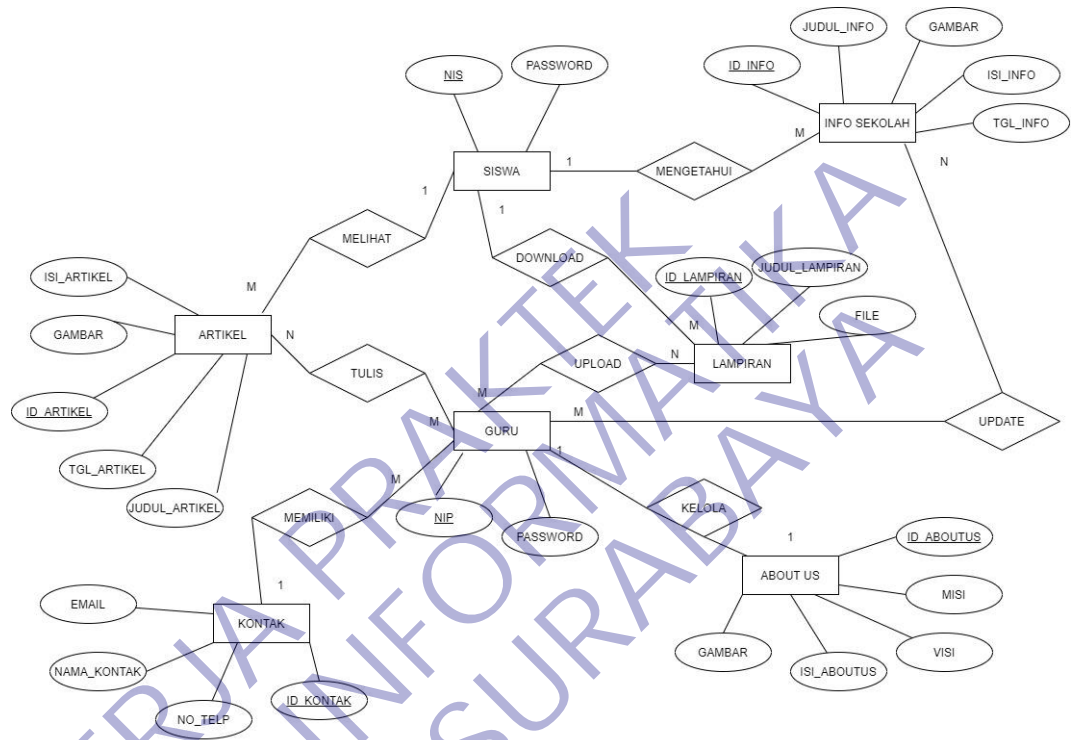 JUDUL_INFO
GAMBAR
ID_INFO
ISI_INFO
TGL_INFO
INFO SEKOLAH
NIS
PASSWORD
SISWA
1
MENGETAHUI
M
N
1
1
MELIHAT
DOWNLOAD
ID_LAMPIRAN
JUDUL_LAMPIRAN
FILE
M
ISI_ARTIKEL
GAMBAR
ARTIKEL
N
M
LAMPIRAN
N
UPLOAD
TULIS
M
ID_ARTIKEL
M
GURU
M
UPDATE
1
TGL_ARTIKEL
JUDUL_ARTIKEL
M
MEMILIKI
NIP
PASSWORD
KELOLA
1
ID_ABOUTUS
ABOUT US
MISI
VISI
ISI_ABOUTUS
GAMBAR
1
EMAIL
KONTAK
NAMA_KONTAK
NO_TELP
ID_KONTAK
KERJA PRAKTEK
INFORMATIKA
SURABAYA